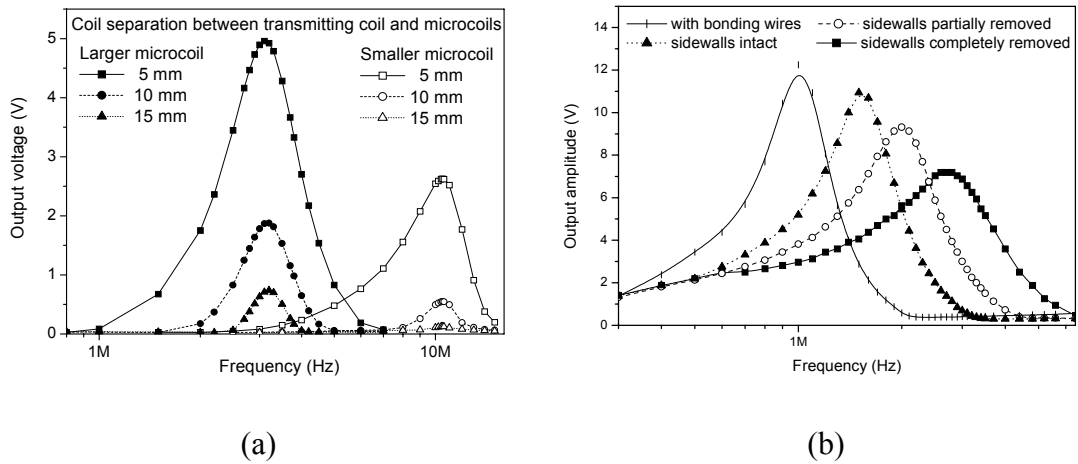 Coil separation between transmitting coil and microcoils
Larger microcoil
5 mm
10 mm
15 mm
Smaller microcoil
5 mm
10 mm
15 mm
Output voltage (V)
5
4
3
2
1
0
1M 10M
Frequency (Hz)
(a)
with bonding wires
sidewalls intact
sidewalls partially removed
sidewalls completely removed
Output amplitude (V)
14
12
10
8
6
4
2
0
1M
Frequency (Hz)
(b)